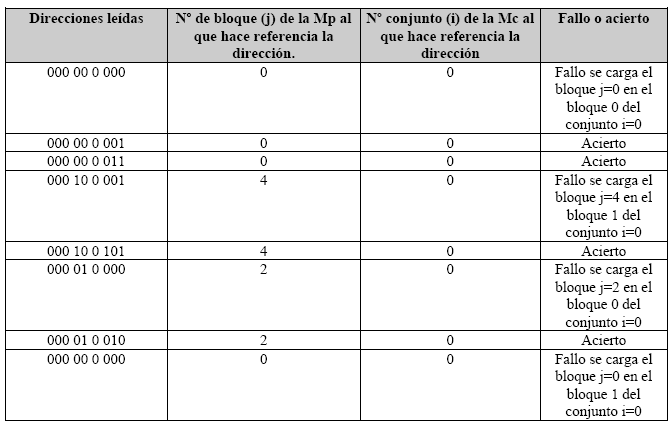 Direcciones leídas
Nº de bloque (j) de la Mp al
que hace referencia la
dirección.
Nº conjunto (i) de la Mc al
que hace referencia la
dirección
Fallo o acierto
000 00 0 000
0
0
Fallo se carga el
bloque j=0 en el
bloque 0 del
conjunto i=0
000 00 0 001
0
0
Acierto
000 00 0 011
0
0
Acierto
000 10 0 001
4
0
Fallo se carga el
bloque j=4 en el
bloque 1 del
conjunto i=0
000 10 0 101
4
0
Acierto
000 01 0 000
2
0
Fallo se carga el
bloque j=2 en el
bloque 0 del
conjunto i=0
000 01 0 010
2
0
Acierto
000 00 0 000
0
0
Fallo se carga el
bloque j=0 en el
bloque 1 del
conjunto i=0